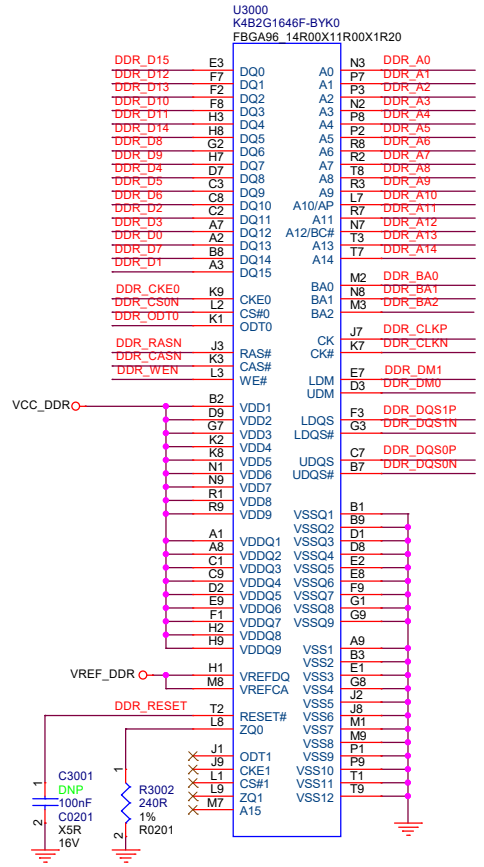 U3000
K4B2G1646F-BYK0
FBGA96_14R00X11R00X1R20
DDR_D15 E3 DQ0 A0 N3 DDR_A0
DDR_D12 F7 DQ1 A1 P7 DDR_A1
DDR_D13 F2 DQ2 A2 P3 DDR_A2
DDR_D10 F8 DQ3 A3 N2 DDR_A3
DDR_D11 H3 DQ4 A4 P8 DDR_A4
DDR_D14 H8 DQ5 A5 P2 DDR_A5
DDR_D8 G2 DQ6 A6 R8 DDR_A6
DDR_D9 H7 DQ7 A7 R2 DDR_A7
DDR_D4 D7 DQ8 A8 T8 DDR_A8
DDR_D5 C3 DQ9 A9 R3 DDR_A9
DDR_D6 C8 DQ10 A10/AP L7 DDR_A10
DDR_D2 C2 DQ11 A11 R7 DDR_A11
DDR_D3 A7 DQ12 A12/BC# N7 DDR_A12
DDR_D0 A2 DQ13 A13 T3 DDR_A13
DDR_D7 B8 DQ14 A14 T7 DDR_A14
DDR_D1 A3 DQ15
BA0 M2 DDR_BA0
DDR_CKE0 K9 CKE0 BA1 N8 DDR_BA1
DDR_CS0N L2 CS#0 BA2 M3 DDR_BA2
DDR_ODT0 K1 ODT0
CK J7 DDR_CLKP
DDR_RASN J3 RAS# CK# K7 DDR_CLKN
DDR_CASN K3 CAS#
DDR_WEN L3 WE# LDM E7 DDR_DM1
UDM D3 DDR_DM0
VCC_DDR B2 VDD1
D9 VDD2 LDQS F3 DDR_DQS1P
G7 VDD3 LDQS# G3 DDR_DQS1N
K2 VDD4
K8 VDD5 UDQS C7 DDR_DQS0P
N1 VDD6 UDQS# B7 DDR_DQS0N
N9 VDD7
R1 VDD8
R9 VDD9 VSSQ1 B1
VSSQ2 B9
A1 VDDQ1 VSSQ3 D1
A8 VDDQ2 VSSQ4 D8
C1 VDDQ3 VSSQ5 E2
C9 VDDQ4 VSSQ6 E8
D2 VDDQ5 VSSQ7 F9
E9 VDDQ6 VSSQ8 G1
F1 VDDQ7 VSSQ9 G9
H2 VDDQ8
H9 VDDQ9 VSS1 A9
VSS2 B3
VREF_DDR H1 VREFDQ VSS3 E1
M8 VREFCA VSS4 G8
VSS5 J2
DDR_RESET T2 RESET# VSS6 J8
L8 ZQ0 VSS7 M1
VSS8 M9
J1 ODT1 VSS9 P1
J9 CKE1 VSS10 P9
L1 CS#1 VSS11 T1
L9 ZQ1 VSS12 T9
M7 A15
1
C3001
DNP
100nF
C0201
2
X5R
16V
1
R3002
240R
1%
R0201
2